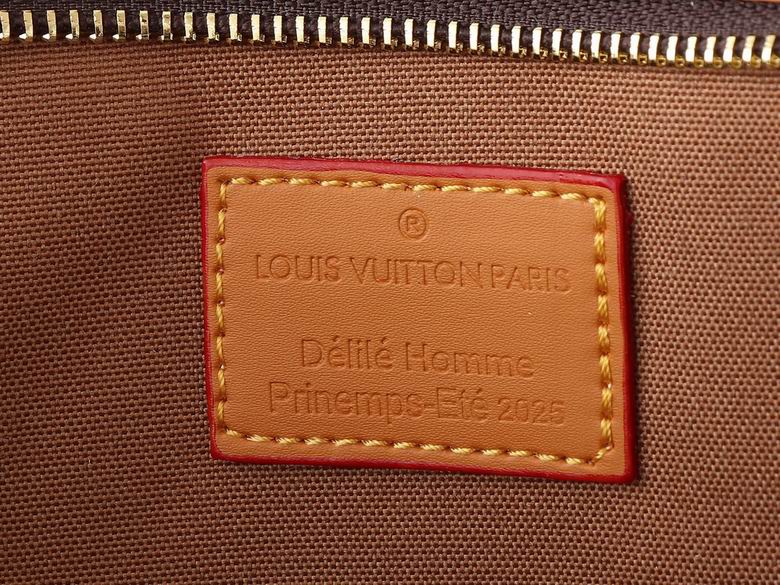 ®
LOUIS VUITTON PARIS
Délilé Homme
Prinemps-Eté 2025